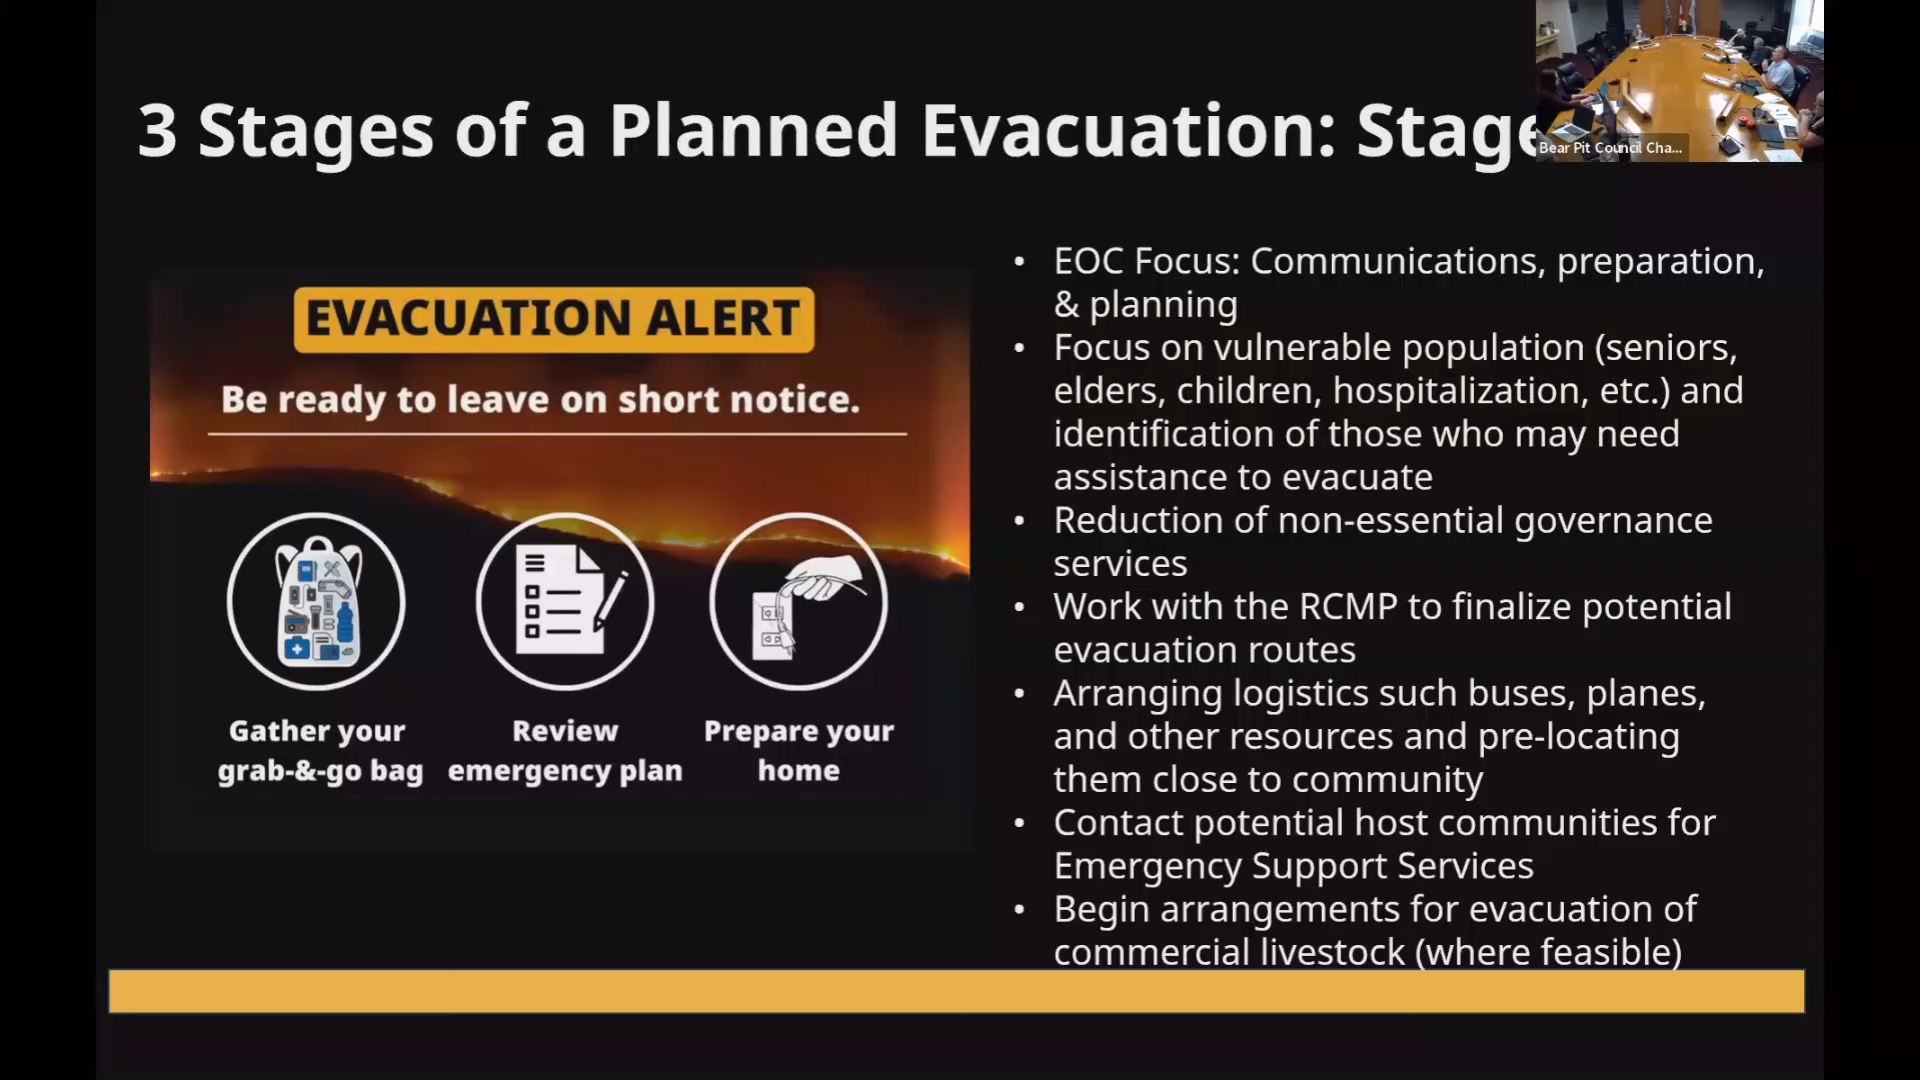 3 Stages of a Planned Evacuation: Stage
Bear Pit Council Cha...
EVACUATION ALERT
Be ready to leave on short notice.
Gather your
grab-&-go bag
Review
emergency plan
Prepare your
home
• EOC Focus: Communications, preparation,
& planning
• Focus on vulnerable population (seniors,
elders, children, hospitalization, etc.) and
identification of those who may need
assistance to evacuate
• Reduction of non-essential governance
services
• Work with the RCMP to finalize potential
evacuation routes
• Arranging logistics such buses, planes,
and other resources and pre-locating
them close to community
• Contact potential host communities for
Emergency Support Services
• Begin arrangements for evacuation of
commercial livestock (where feasible)